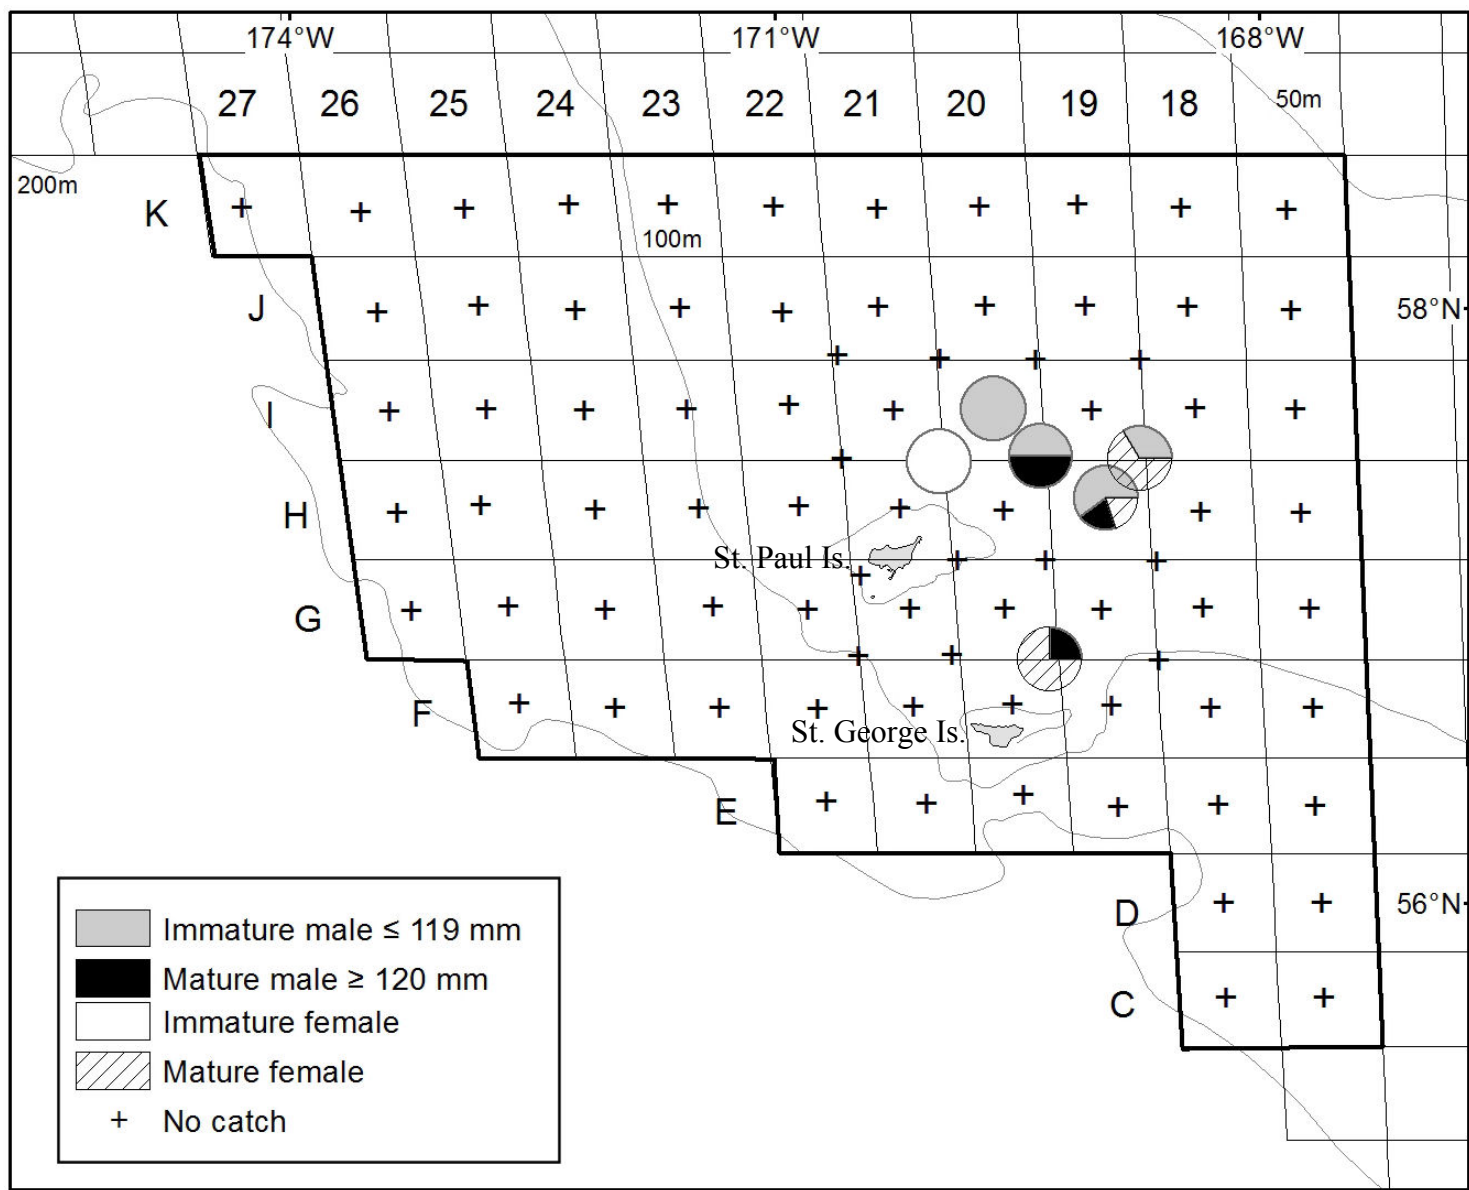 174°W 171°W 168°W
27 26 25 24 23 22 21 20 19 18 50m
200m
K
100m
J 58°N
I
H
St. Paul Is.
G
F
St. George Is.
E
D 56°N
C
Immature male ≤ 119 mm
Mature male ≥ 120 mm
Immature female
Mature female
+ No catch